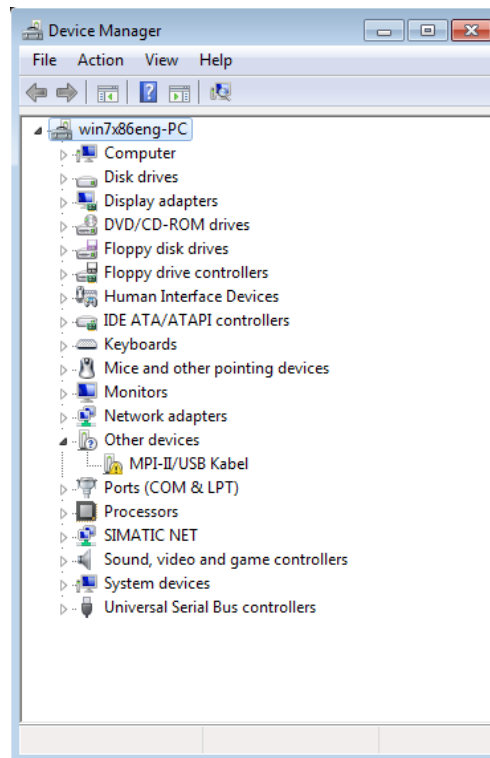 Device Manager
File Action View Help
win7x86eng-PC
Computer
Disk drives
Display adapters
DVD/CD-ROM drives
Floppy disk drives
Floppy drive controllers
Human Interface Devices
IDE ATA/ATAPI controllers
Keyboards
Mice and other pointing devices
Monitors
Network adapters
Other devices
MPI-II/USB Kabel
Ports (COM & LPT)
Processors
SIMATIC NET
Sound, video and game controllers
System devices
Universal Serial Bus controllers